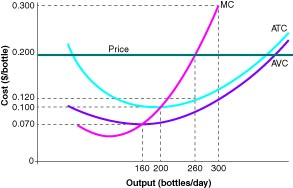 0.300
MC
ATC
Price
0.200
AVC
Cost ($/bottle)
0.120
0.100
0.070
0
160 200 260 300
Output (bottles/day)